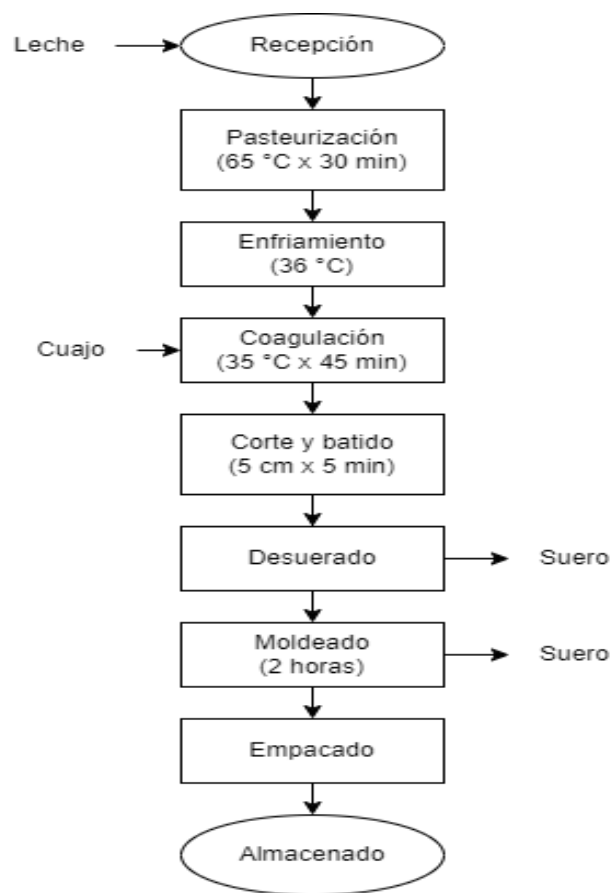 Leche
Recepción
Pasteurización
(65 °C x 30 min)
Enfriamiento
(36 °C)
Cuajo
Coagulación
(35 °C x 45 min)
Corte y batido
(5 cm x 5 min)
Desuerado
Suero
Moldeado
(2 horas)
Suero
Empacado
Almacenado